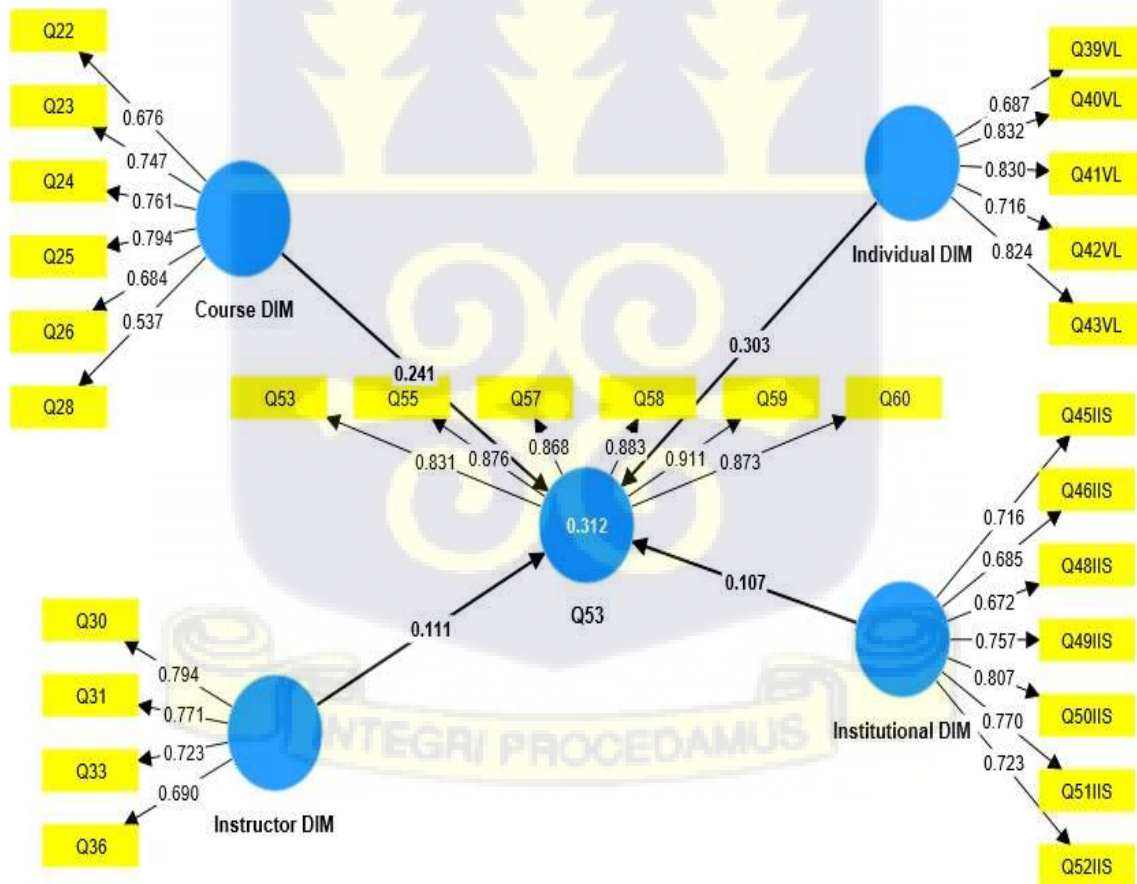 Q22
Q23
Q24
Q25
Q26
Q28
0.676
0.747
0.761
0.794
0.684
0.537
Course DIM
Q39VL
Q40VL
Q41VL
Q42VL
Q43VL
0.687
0.832
0.830
0.716
0.824
Individual DIM
0.241
0.303
Q53
Q55
Q57
Q58
Q59
Q60
0.831
0.876
0.868
0.883
0.911
0.873
0.312
Q53
0.111
0.107
Q30
Q31
Q33
Q36
0.794
0.771
0.723
0.690
Instructor DIM
Q45IIS
Q46IIS
Q48IIS
Q49IIS
Q50IIS
Q51IIS
Q52IIS
0.716
0.685
0.672
0.757
0.807
0.770
0.723
Institutional DIM
INTEGRI PROCEDAMUS